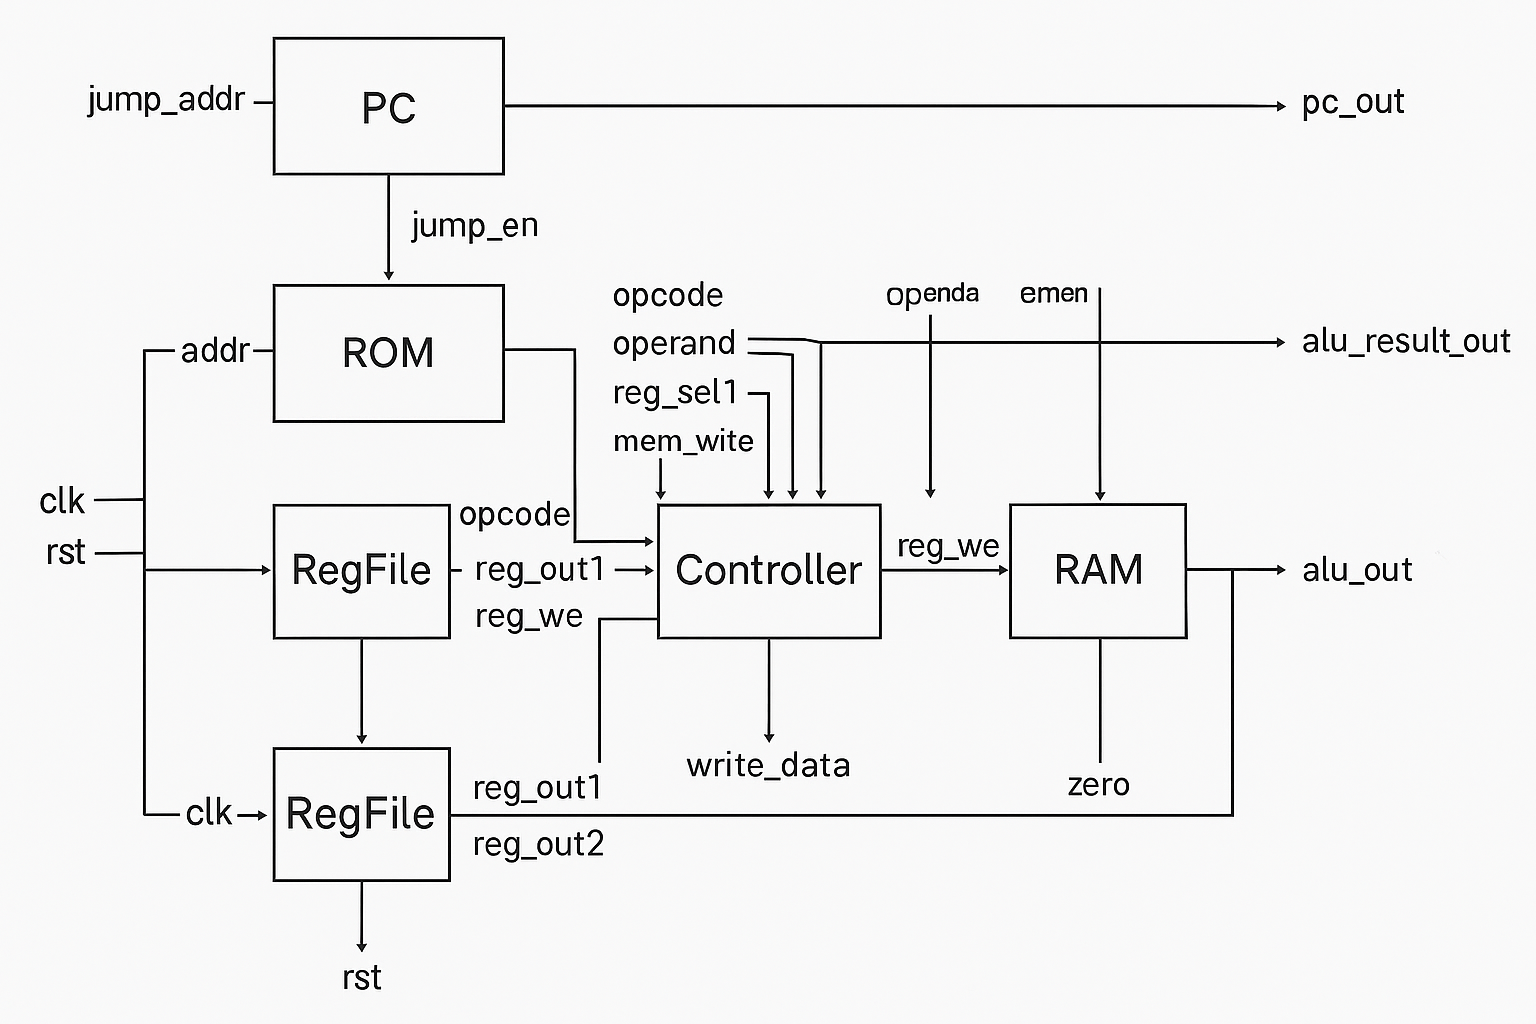 jump_addr
PC
pc_out
jump_en
opcode
openda
emen
addr
ROM
operand
alu_result_out
reg_sel1
mem_wite
clk
opcode
rst
RegFile
reg_out1
Controller
reg_we
RAM
alu_out
reg_we
write_data
zero
reg_out1
clk
RegFile
reg_out2
rst